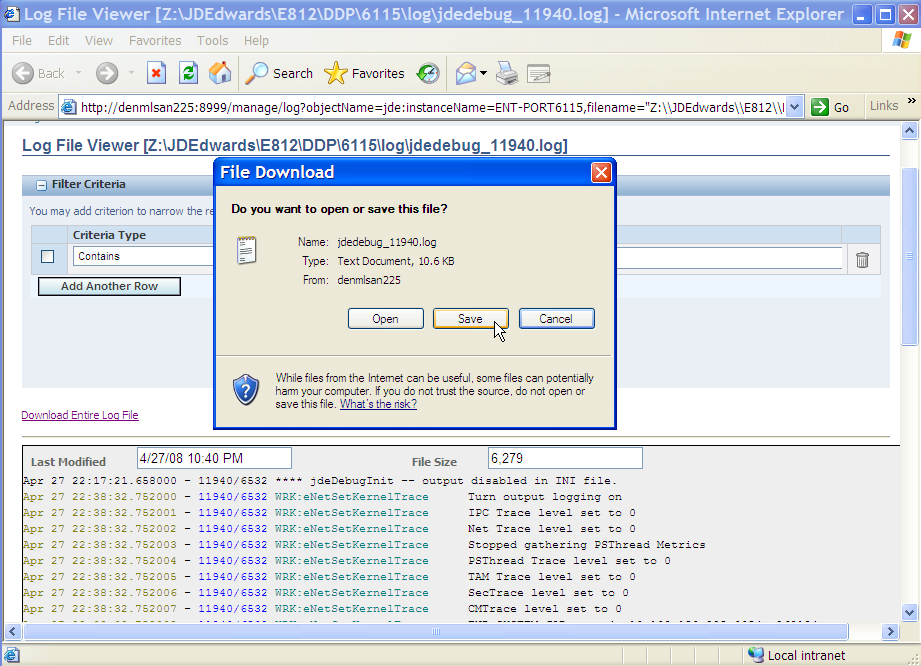 Log File Viewer [Z:\JDEdwards\E812\DDP\6115\log\jdedebug_11940.log] - Microsoft Internet Explorer
File Edit View Favorites Tools Help
Back Search Favorites
Address http://denmlsan225:8999/manage/log?objectName=jde:instanceName=ENT-PORT6115,filename="Z:\\JDEdwards\\E812\\ Go Links »
Log File Viewer [Z:\JDEdwards\E812\DDP\6115\log\jdedebug_11940.log]
Filter Criteria
You may add criterion to narrow the re
Criteria Type
Contains
Add Another Row
File Download
Do you want to open or save this file?
Name: jdedebug_11940.log
Type: Text Document, 10.6 KB
From: denmlsan225
Open Save Cancel
While files from the Internet can be useful, some files can potentially
harm your computer. If you do not trust the source, do not open or
save this file. What's the risk?
Download Entire Log File
Last Modified 4/27/08 10:40 PM File Size 6,279
Apr 27 22:17:21.658000 - 11940/6532 **** jdeDebugInit -- output disabled in INI file.
Apr 27 22:38:32.752000 - 11940/6532 WRK:eNetSetKernelTrace Turn output logging on
Apr 27 22:38:32.752001 - 11940/6532 WRK:eNetSetKernelTrace IPC Trace level set to 0
Apr 27 22:38:32.752002 - 11940/6532 WRK:eNetSetKernelTrace Net Trace level set to 0
Apr 27 22:38:32.752003 - 11940/6532 WRK:eNetSetKernelTrace Stopped gathering PSThread Metrics
Apr 27 22:38:32.752004 - 11940/6532 WRK:eNetSetKernelTrace PSThread Trace level set to 0
Apr 27 22:38:32.752005 - 11940/6532 WRK:eNetSetKernelTrace TAM Trace level set to 0
Apr 27 22:38:32.752006 - 11940/6532 WRK:eNetSetKernelTrace SecTrace level set to 0
Apr 27 22:38:32.752007 - 11940/6532 WRK:eNetSetKernelTrace CMTrace level set to 0
Local intranet